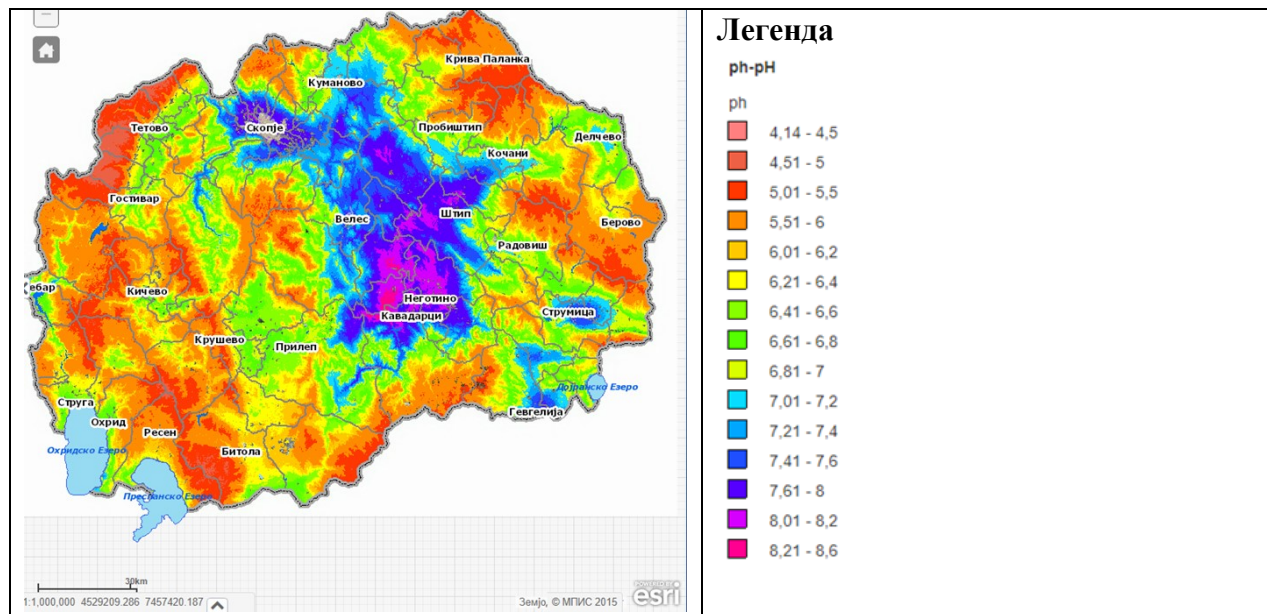 Крива Паланка
Куманово
Тетово
Скопје
Пробиштип
Делчево
Кочани
Гостивар
Велес
Штип
Берово
Радовиш
ебар
Кичево
Неготино
Кавадарци
Струмица
Крушево
Прилеп
Дојранско Езеро
Струга
Гевгелија
Охрид
Ресен
Битола
Охридско Езеро
Преспанско Езеро
30km
1:1,000,000 4529209.286 7457420.187
Земјо, © МПИС 2015
POWERED BY
esri
Легенда
ph-pH
ph
4,14 - 4,5
4,51 - 5
5,01 - 5,5
5,51 - 6
6,01 - 6,2
6,21 - 6,4
6,41 - 6,6
6,61 - 6,8
6,81 - 7
7,01 - 7,2
7,21 - 7,4
7,41 - 7,6
7,61 - 8
8,01 - 8,2
8,21 - 8,6